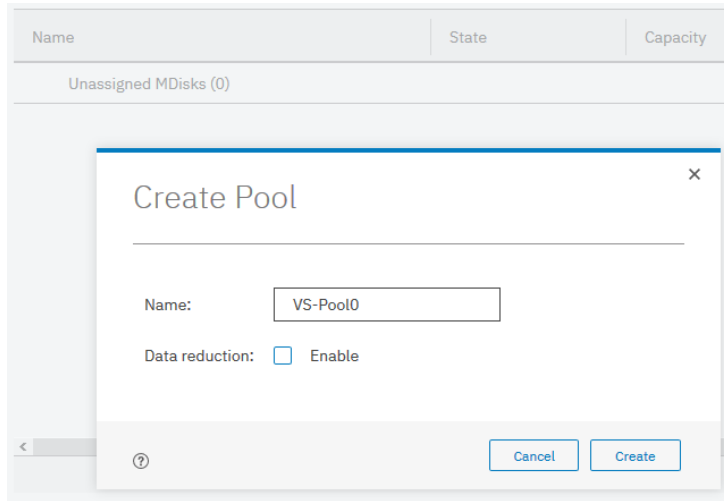 Name State Capacity
Unassigned MDisks (0)
Create Pool
Name: VS-Pool0
Data reduction: Enable
Cancel Create